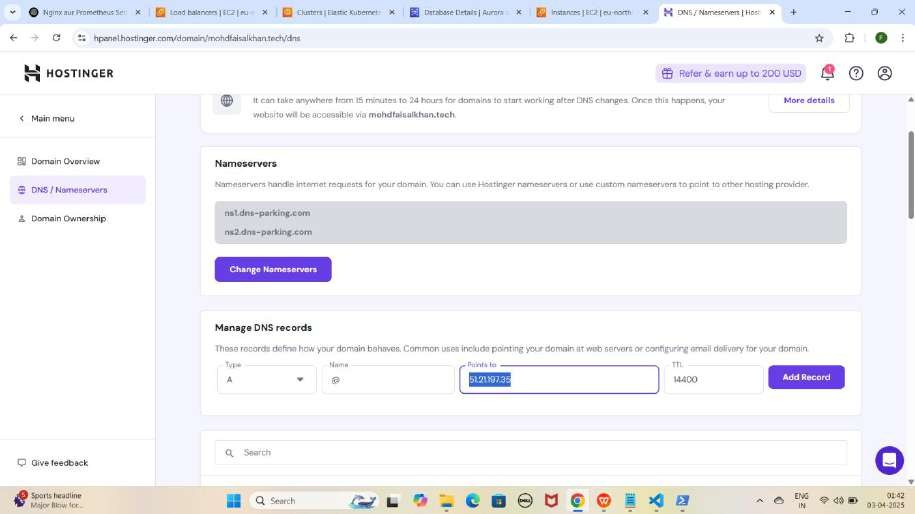 Nginx aur Prometheus Se
Load balancers | EC2 | eu-n
Clusters | Elastic Kubernete
Database Details | Aurora a
Instances | EC2 | eu-north
DNS / Nameservers | Host
hpanel.hostinger.com/domain/mohdfaisalkhan.tech/dns
F
HOSTINGER
Refer & earn up to 200 USD
1
Main menu
Domain Overview
DNS / Nameservers
Domain Ownership
Give feedback
It can take anywhere from 15 minutes to 24 hours for domains to start working after DNS changes. Once this happens, your
website will be accessible via mohdfaisalkhan.tech.
More details
Nameservers
Nameservers handle internet requests for your domain. You can use Hostinger nameservers or use custom nameservers to point to other hosting provider.
ns1.dns-parking.com
ns2.dns-parking.com
Change Nameservers
Manage DNS records
These records define how your domain behaves. Common uses include pointing your domain at web servers or configuring email delivery for your domain.
Type
A
Name
@
Points to
51.21.197.35
TTL
14400
Add Record
Search
5
Sports headline
Major Blow for...
Search
DELL
ENG
IN
01:42
03-04-2025